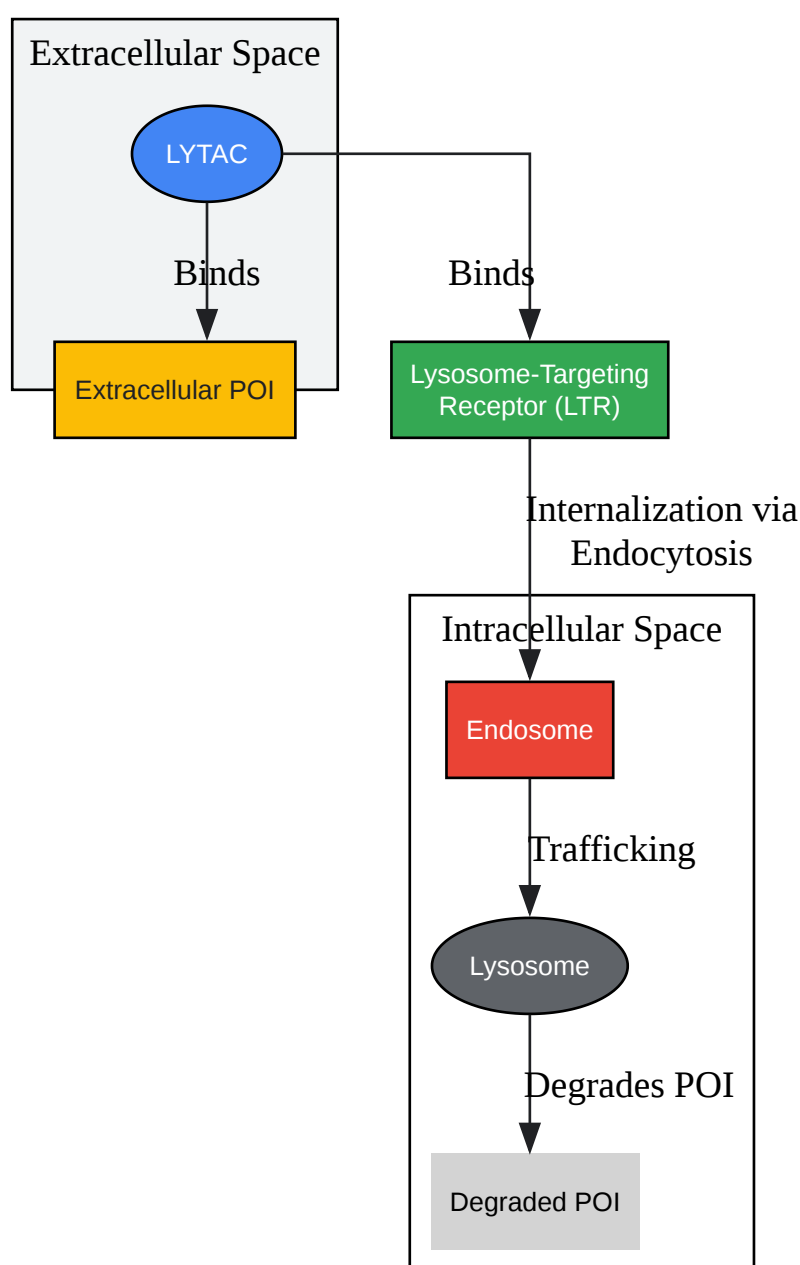 Extracellular Space
LYTAC
Binds
Binds
Extracellular POI
Lysosome-Targeting
Receptor (LTR)
Internalization via
Endocytosis
Intracellular Space
Endosome
Trafficking
Lysosome
Degrades POI
Degraded POI